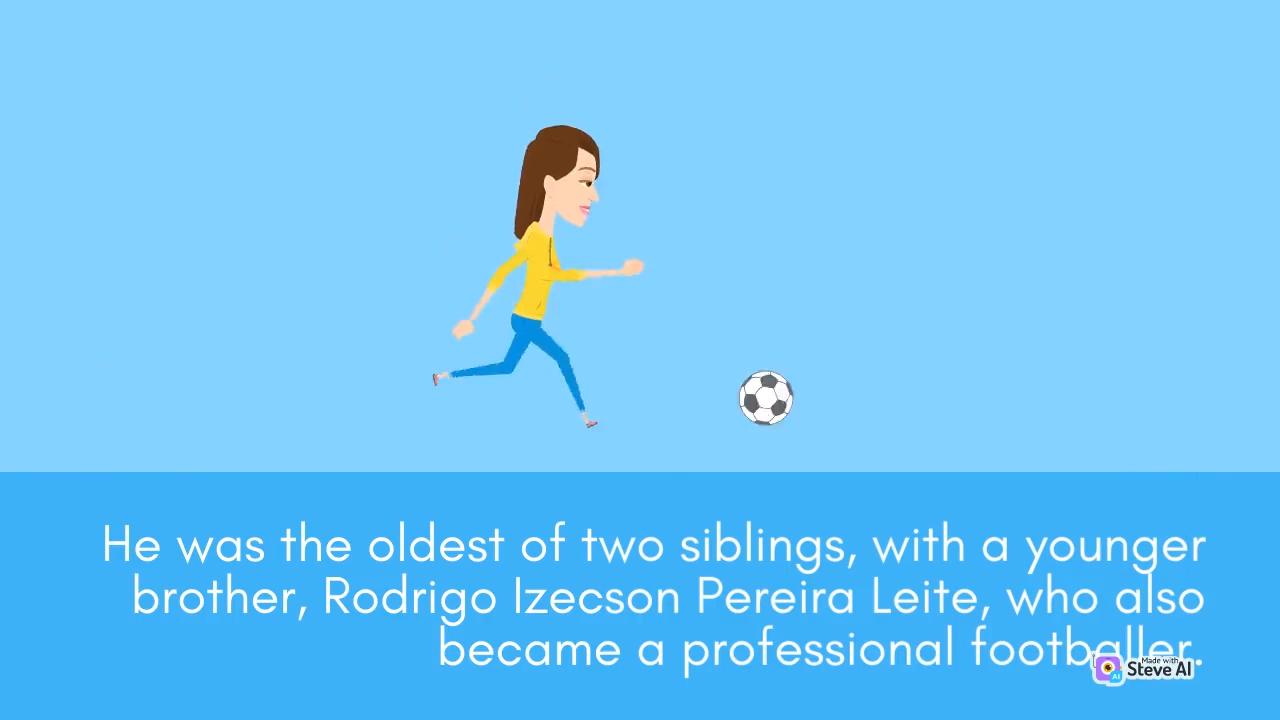 He was the oldest of two siblings, with a younger
brother, Rodrigo Izecson Pereira Leite, who also
became a professional footballer.
Made with
Steve AI
AI